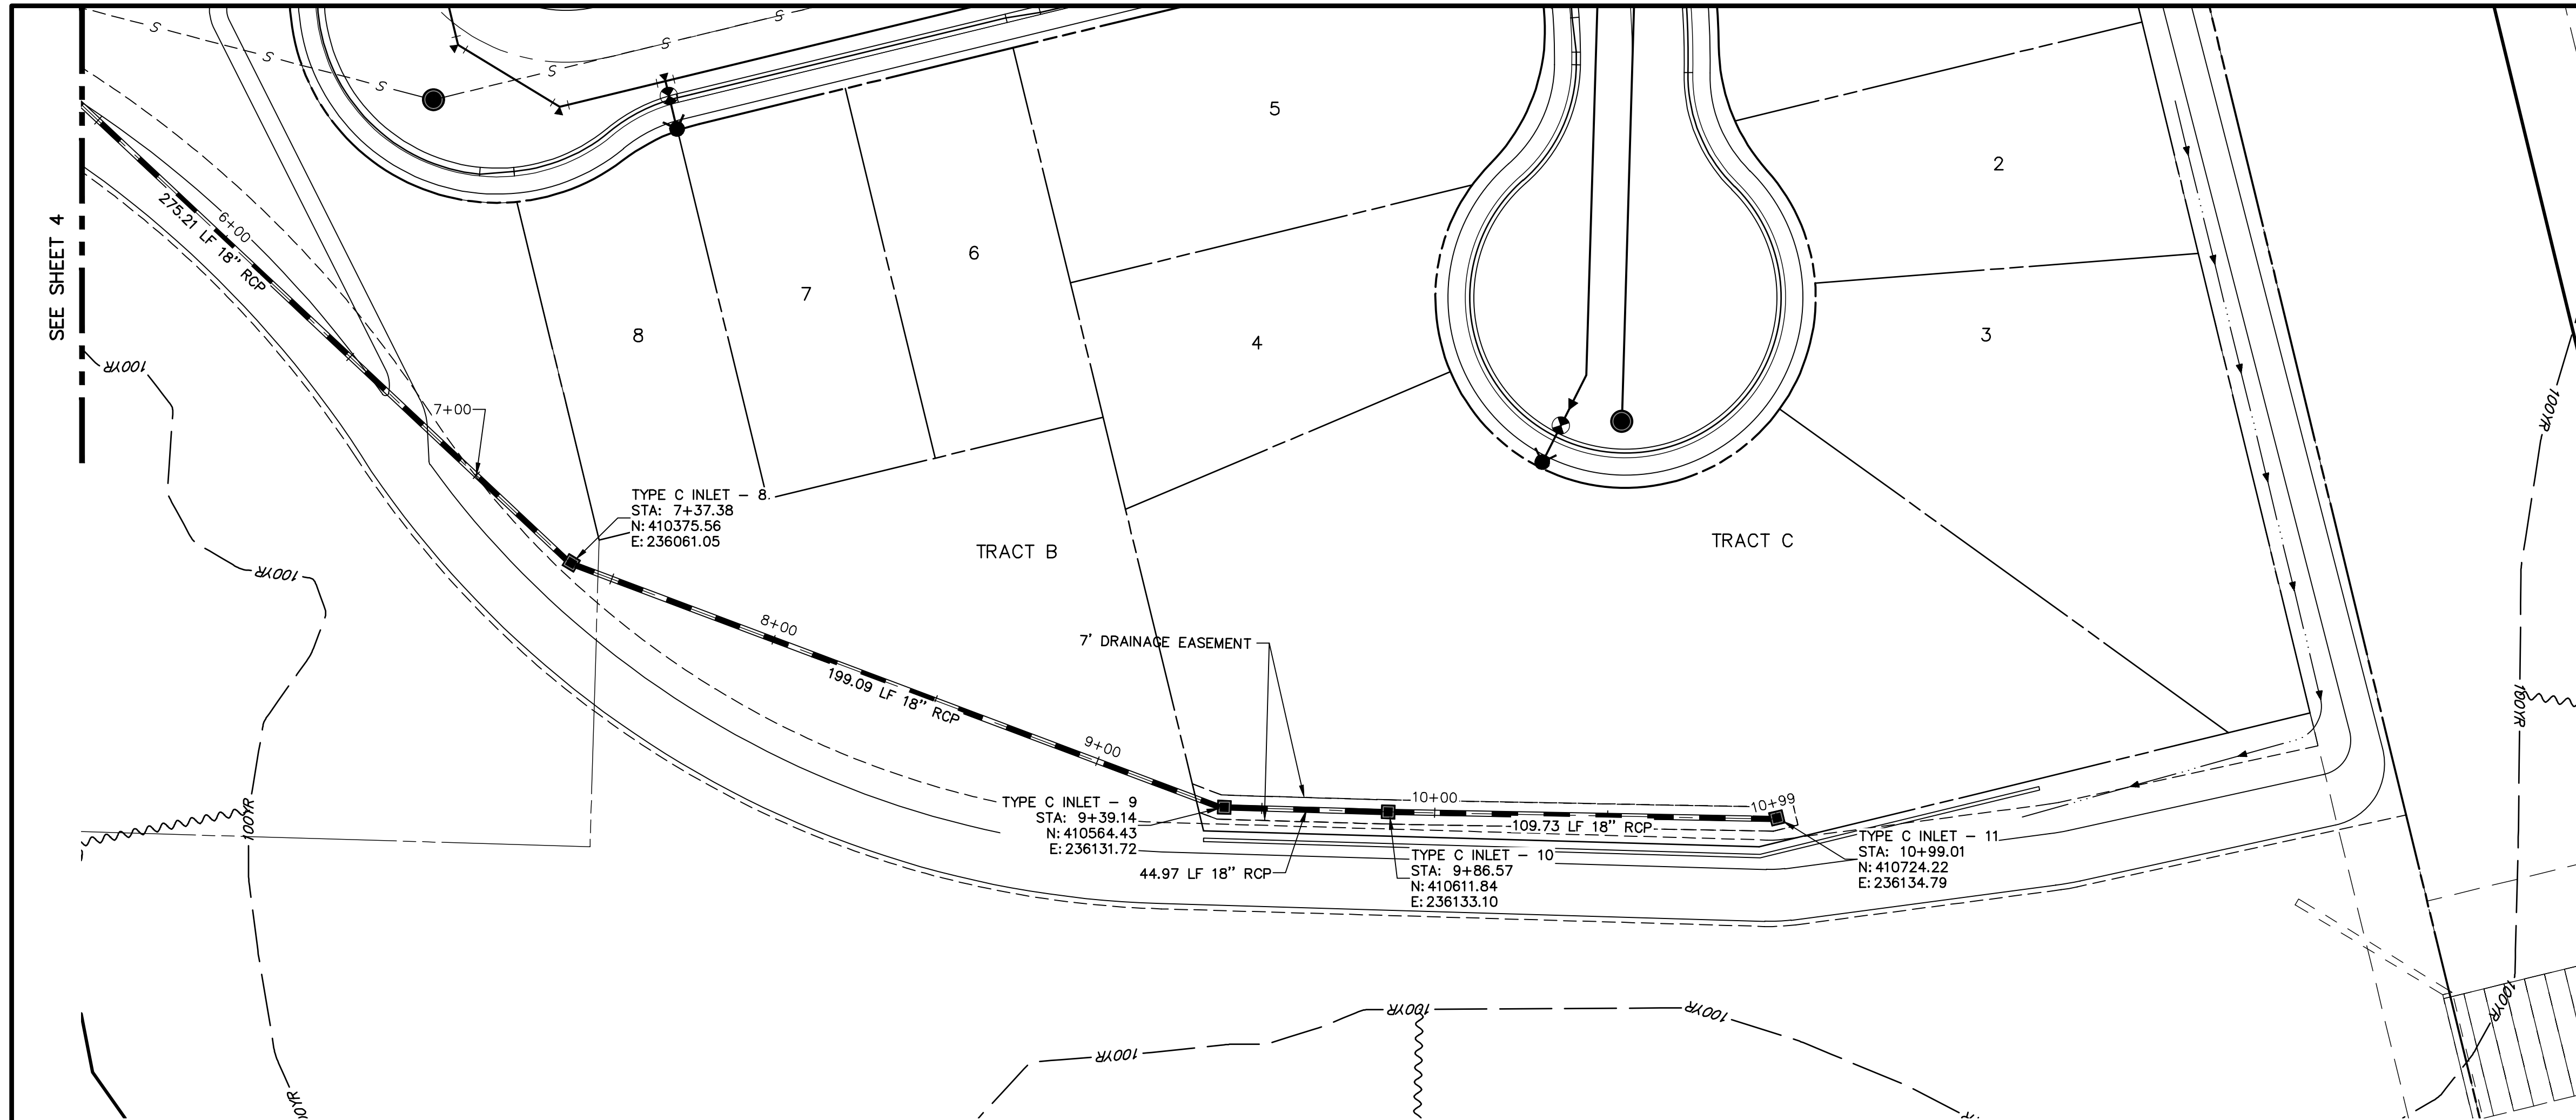 S
S
S
S
S
S
SEE SHEET 4
275.21 LF 18" RCP
6+00
7+00
8
7
6
5
4
2
3
100YR
100YR
100YR
100YR
TYPE C INLET - 8
STA: 7+37.38
N: 410375.56
E: 236061.05
TRACT B
TRACT C
8+00
199.09 LF 18" RCP
7' DRAINAGE EASEMENT
9+00
100YR
100YR
TYPE C INLET - 9
STA: 9+39.14
N: 410564.43
E: 236131.72
44.97 LF 18" RCP
10+00
109.73 LF 18" RCP
10+99
TYPE C INLET - 10
STA: 9+86.57
N: 410611.84
E: 236133.10
TYPE C INLET - 11
STA: 10+99.01
N: 410724.22
E: 236134.79
100YR
100YR
100YR
100YR